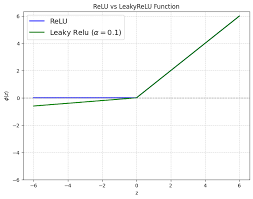 ReLU vs LeakyReLU Function
ReLU
Leaky Relu (α = 0.1)
6
4
2
0
−2
−4
−6
ϕ(z)
−6 −4 −2 0 2 4 6
z